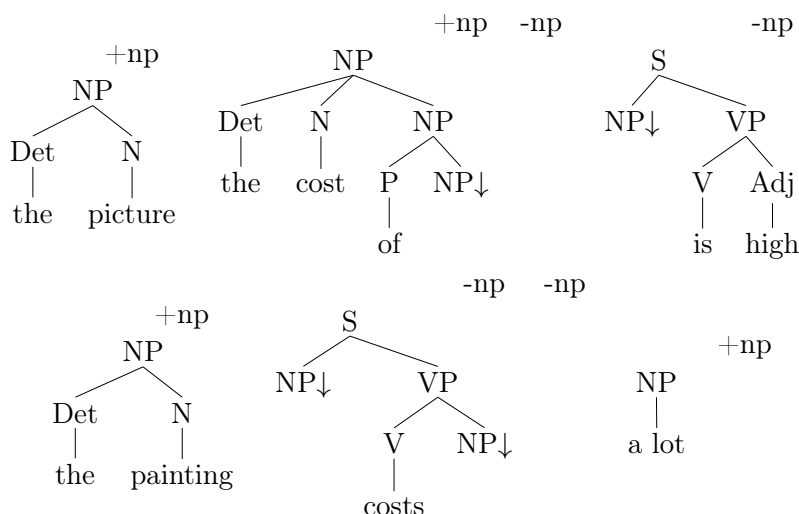 +np -np -np
+np
NP S
NP
Det N NP NP↓ VP
Det N
the cost P NP↓ V Adj
the picture
of is high
-np -np
+np
S +np
NP
NP↓ VP NP
Det N
V NP↓ a lot
the painting
costs